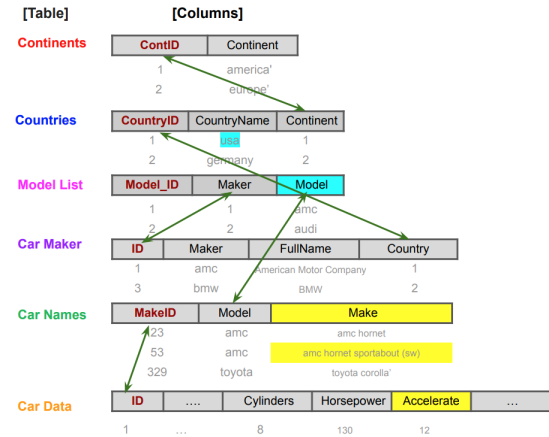 [Table] [Columns]
Continents ContID Continent
1 america'
2 europe'
Countries CountryID CountryName Continent
1 usa 1
2 germany 2
Model List Model_ID Maker Model
1 1 amc
2 2 audi
Car Maker ID Maker FullName Country
1 amc American Motor Company 1
3 bmw BMW 2
Car Names MakeID Model Make
23 amc amc hornet
53 amc amc hornet sportabout (sw)
329 toyota toyota corolla'
Car Data ID .... Cylinders Horsepower Accelerate ...
1 ... 8 130 12